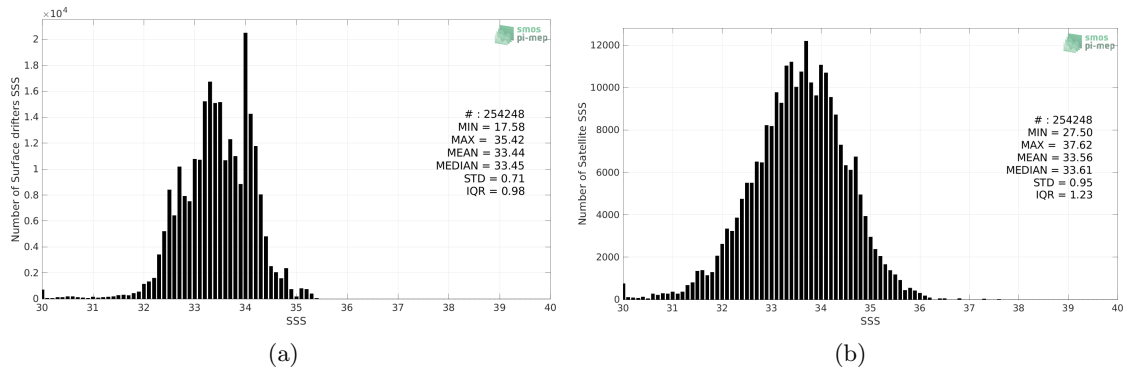 ×10⁴
2
1.8
1.6
1.4
1.2
1
0.8
0.6
0.4
0.2
0
Number of Surface drifters SSS
smos
pi-mep
# : 254248
MIN = 17.58
MAX = 35.42
MEAN = 33.44
MEDIAN = 33.45
STD = 0.71
IQR = 0.98
30 31 32 33 34 35 36 37 38 39 40
SSS
(a)
12000
10000
8000
6000
4000
2000
0
Number of Satellite SSS
smos
pi-mep
# : 254248
MIN = 27.50
MAX = 37.62
MEAN = 33.56
MEDIAN = 33.61
STD = 0.95
IQR = 1.23
30 31 32 33 34 35 36 37 38 39 40
SSS
(b)